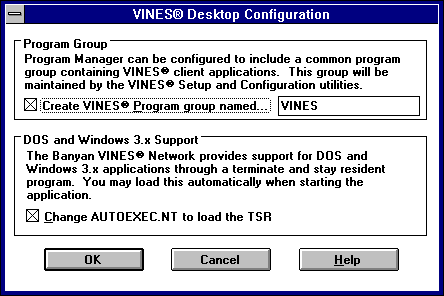 VINES® Desktop Configuration
Program Group
Program Manager can be configured to include a common program
group containing VINES® client applications. This group will be
maintained by the VINES® Setup and Configuration utilities.
Create VINES® Program group named... VINES
DOS and Windows 3.x Support
The Banyan VINES® Network provides support for DOS and
Windows 3.x applications through a terminate and stay resident
program. You may load this automatically when starting the
application.
Change AUTOEXEC.NT to load the TSR
OK Cancel Help